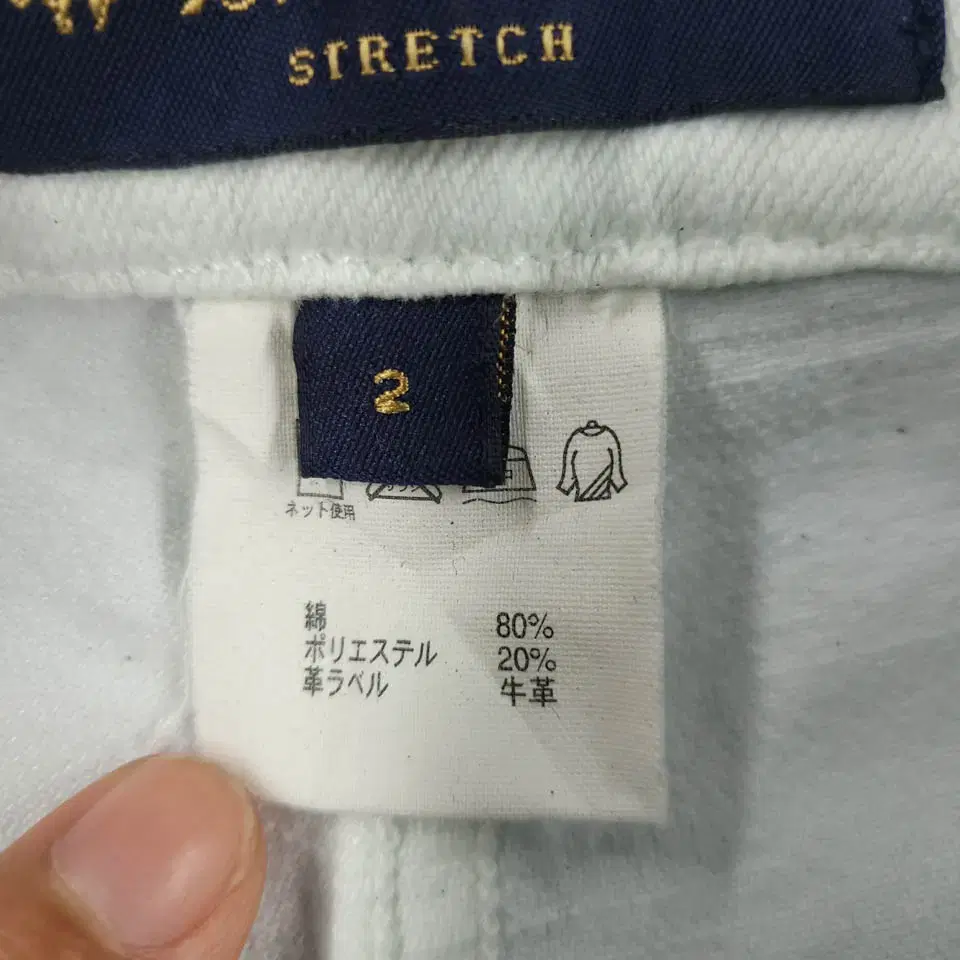 STRETCH
2
ネット使用
綿 80%
ポリエステル 20%
革ラベル 牛革